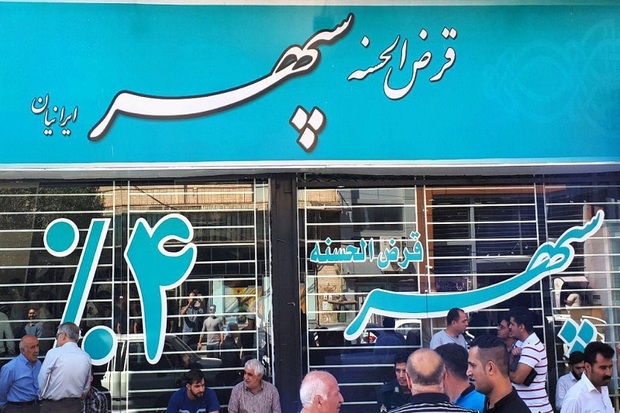 قرض الحسنه سپهر ایرانیان
٪۴
قرض الحسنه
سپهر